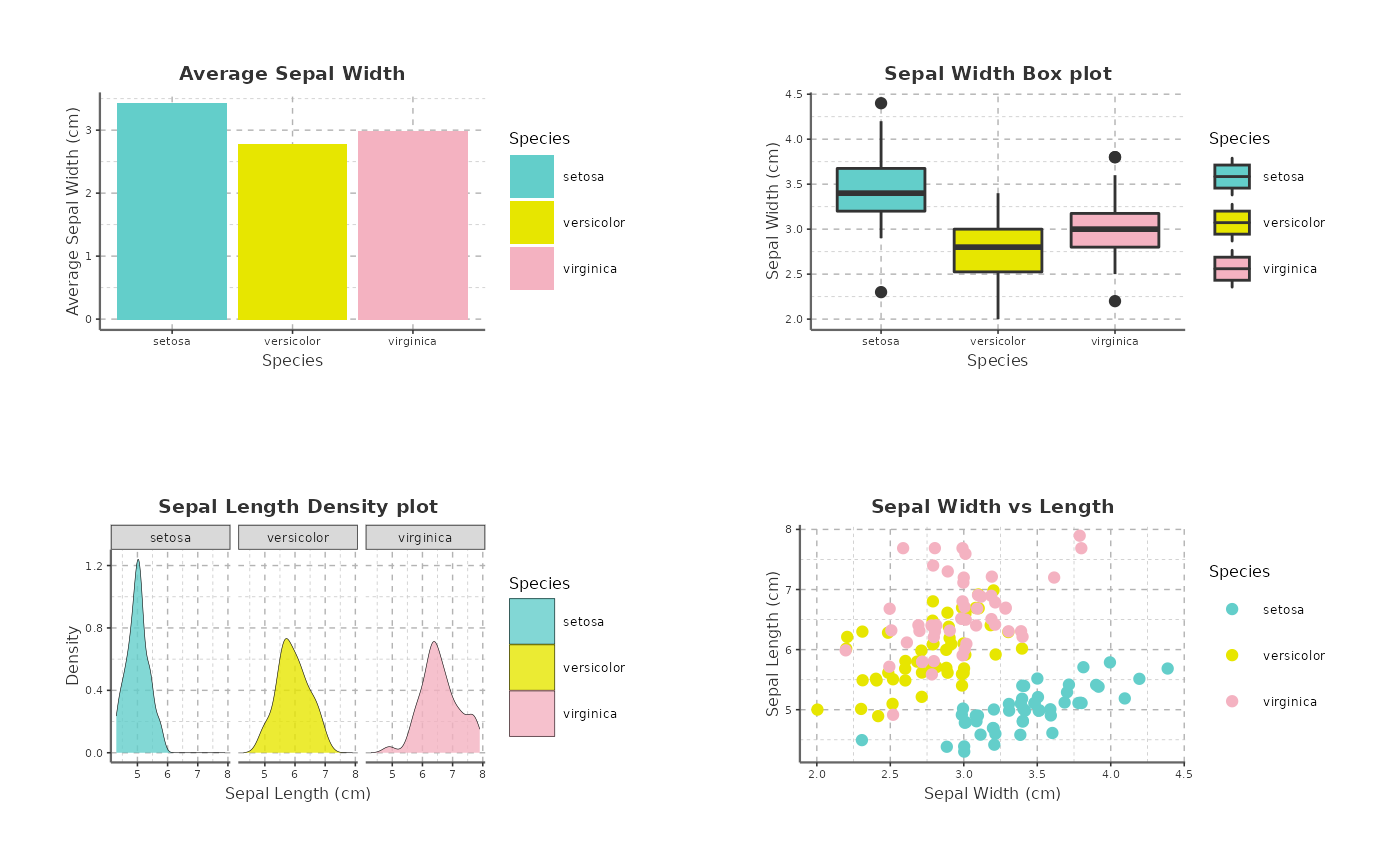 Average Sepal Width
Average Sepal Width (cm)
3
2
1
0
setosa versicolor virginica
Species
Species
setosa
versicolor
virginica
Sepal Width Box plot
Sepal Width (cm)
4.5
4.0
3.5
3.0
2.5
2.0
setosa versicolor virginica
Species
Species
setosa
versicolor
virginica
Sepal Length Density plot
setosa versicolor virginica
Density
1.2
0.8
0.4
0.0
5 6 7 8 5 6 7 8 5 6 7 8
Sepal Length (cm)
Species
setosa
versicolor
virginica
Sepal Width vs Length
Sepal Length (cm)
8
7
6
5
2.0 2.5 3.0 3.5 4.0 4.5
Sepal Width (cm)
Species
setosa
versicolor
virginica